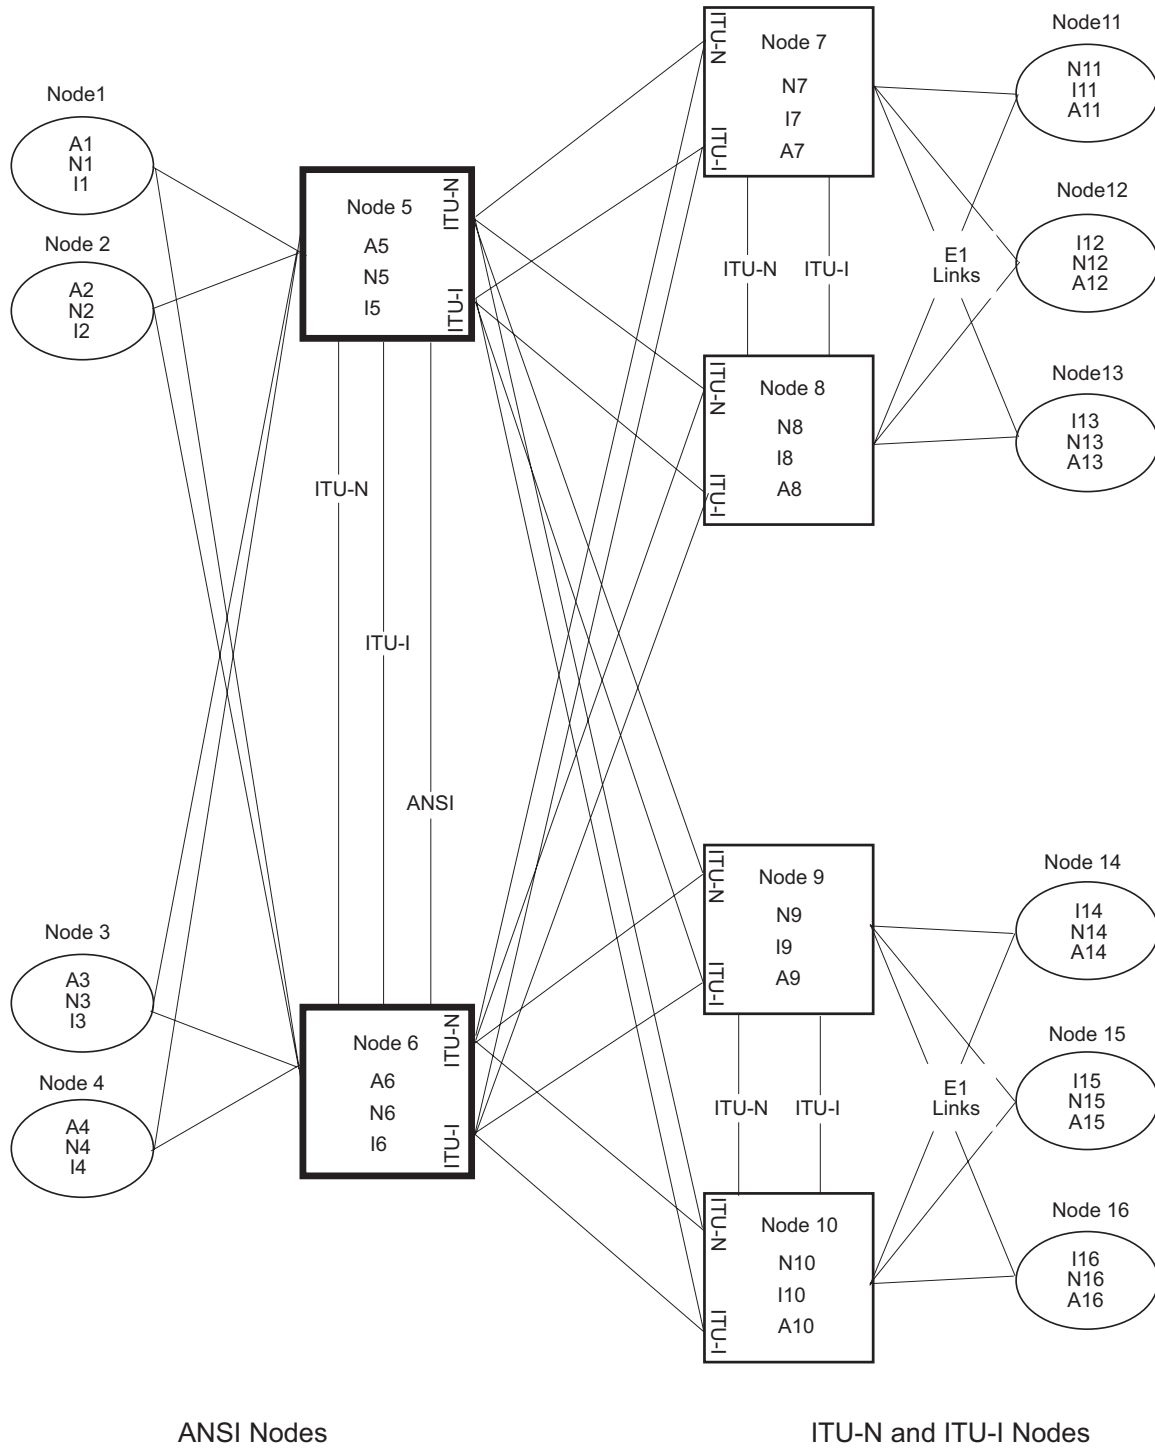 Node1
A1
N1
I1
Node 2
A2
N2
I2
Node 3
A3
N3
I3
Node 4
A4
N4
I4
Node 5
A5
N5
I5
ITU-N
ITU-I
ITU-N
ITU-I
ANSI
Node 6
A6
N6
I6
ITU-N
ITU-I
ITU-N
ITU-I
Node 7
N7
I7
A7
ITU-N
ITU-I
ITU-N
ITU-I
Node 8
N8
I8
A8
ITU-N
ITU-I
Node 9
N9
I9
A9
ITU-N
ITU-I
ITU-N
ITU-I
Node 10
N10
I10
A10
Node11
N11
I11
A11
Node12
I12
N12
A12
E1
Links
Node13
I13
N13
A13
Node 14
I14
N14
A14
Node 15
I15
N15
A15
E1
Links
Node 16
I16
N16
A16
ANSI Nodes
ITU-N and ITU-I Nodes